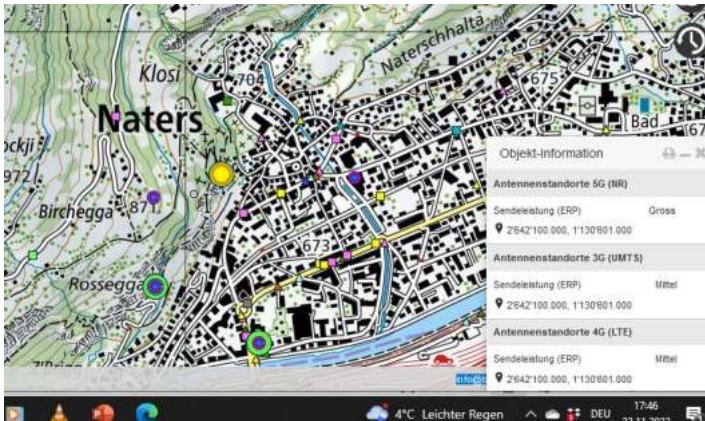 Klosi
704
Naterschhalta
675
Naters
Bad
972
Birchegga
871
673
Rossegga
Objekt-Information
Antennenstandorte 5G (NR)
Sendeleistung (ERP) Gross
2'642'100.000, 1'130'601.000
Antennenstandorte 3G (UMTS)
Sendeleistung (ERP) Mittel
2'642'100.000, 1'130'601.000
Antennenstandorte 4G (LTE)
Sendeleistung (ERP) Mittel
2'642'100.000, 1'130'601.000
4°C Leichter Regen
DEU
17:46